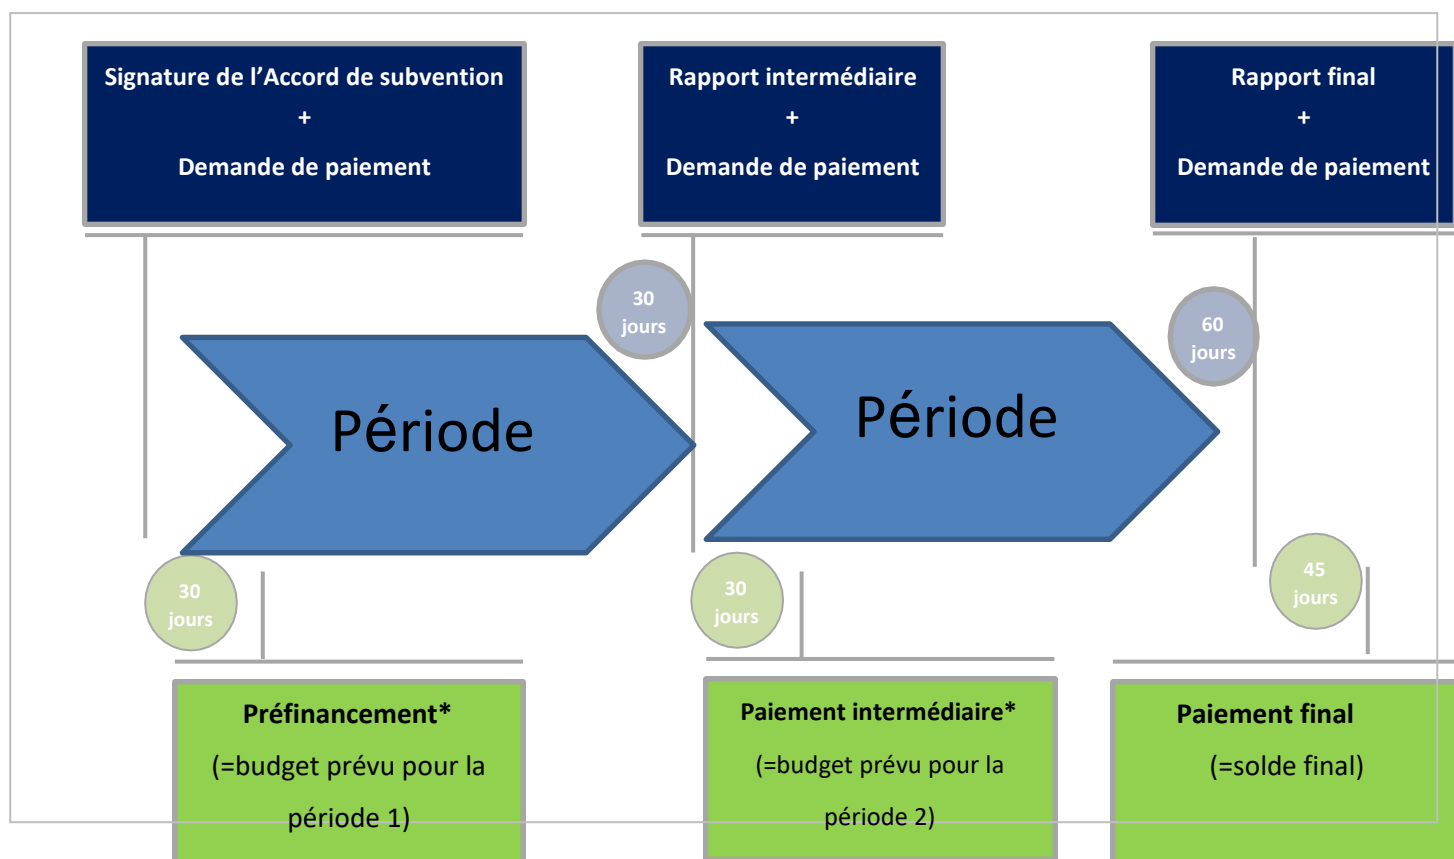 Signature de l’Accord de subvention
+
Demande de paiement
Rapport intermédiaire
+
Demande de paiement
Rapport final
+
Demande de paiement
30
jours
60
jours
Période
Période
30
jours
30
jours
45
jours
Préfinancement*
(=budget prévu pour la
période 1)
Paiement intermédiaire*
(=budget prévu pour la
période 2)
Paiement final
(=solde final)